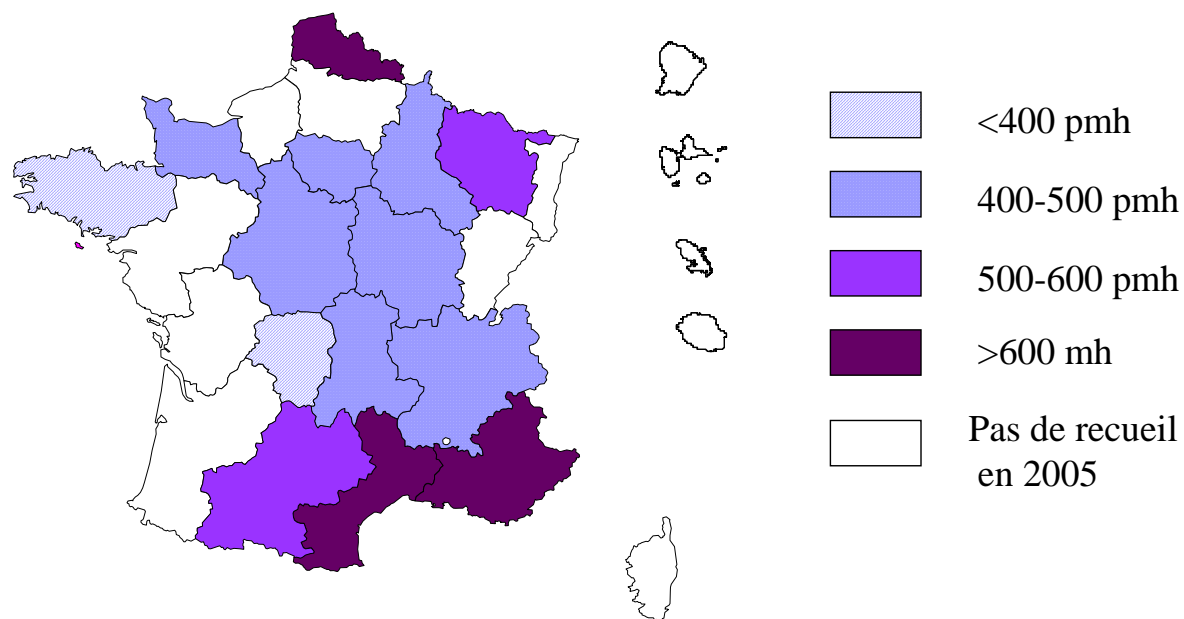 <400 pmh
400-500 pmh
500-600 pmh
>600 mh
Pas de recueil
en 2005